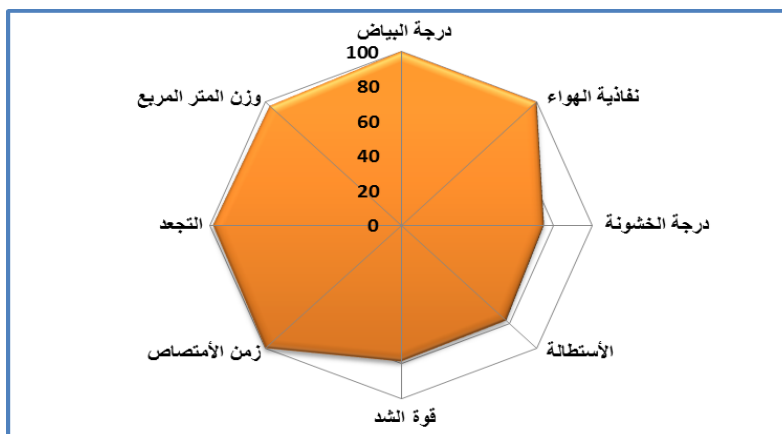 درجة البياض
نفاذية الهواء
درجة الخشونة
الأستطالة
قوة الشد
زمن الأمتصاص
التجعد
وزن المتر المربع
100
80
60
40
20
0